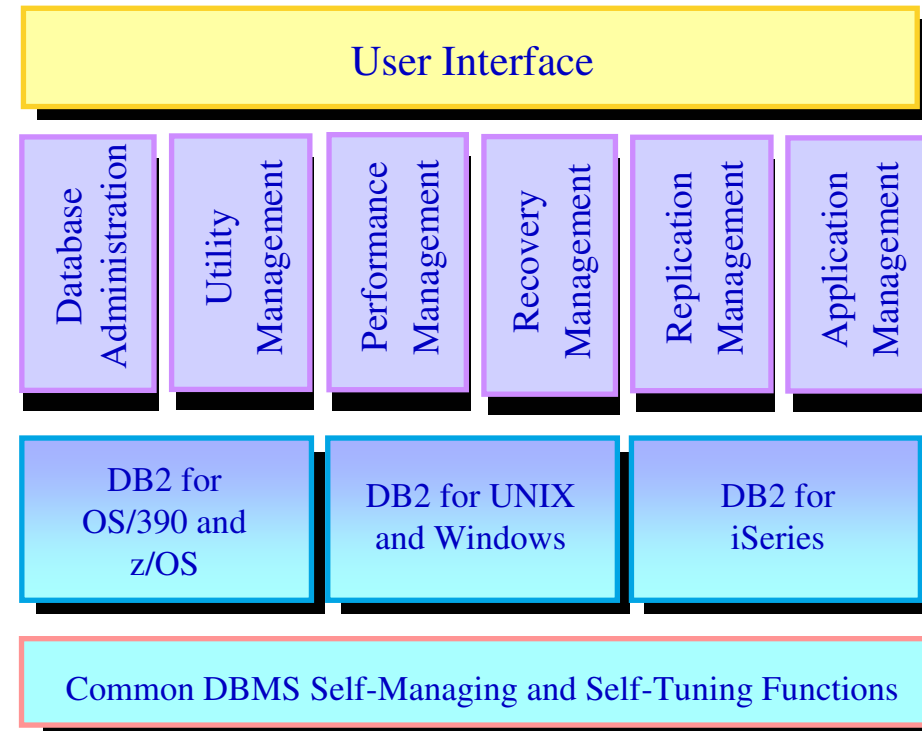 User Interface
Database
Administration
Utility
Management
Performance
Management
Recovery
Management
Replication
Management
Application
Management
DB2 for
OS/390 and
z/OS
DB2 for UNIX
and Windows
DB2 for
iSeries
Common DBMS Self-Managing and Self-Tuning Functions